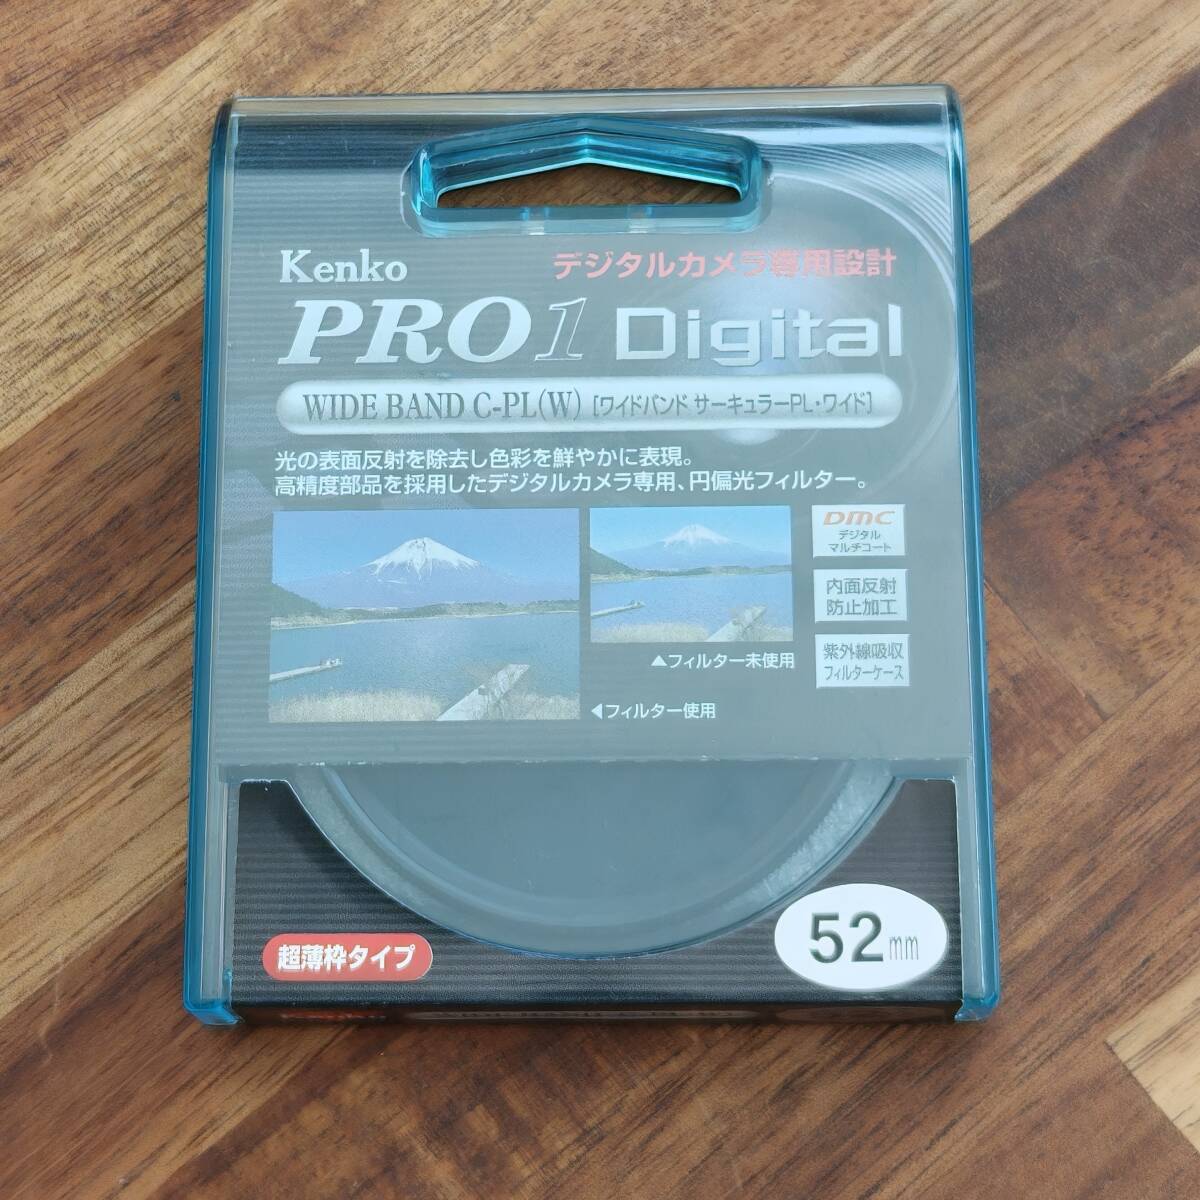 Kenko
デジタルカメラ専用設計
PRO1 Digital
WIDE BAND C-PL(W) [ワイドバンド サーキュラーPL・ワイド]
光の表面反射を除去し色彩を鮮やかに表現。
高精度部品を採用したデジタルカメラ専用、円偏光フィルター。
DMC
デジタル
マルチコート
内面反射
防止加工
紫外線吸収
フィルターケース
▲フィルター未使用
◀フィルター使用
超薄枠タイプ
52mm
Kenko
WIDE BAND C-PL(W)